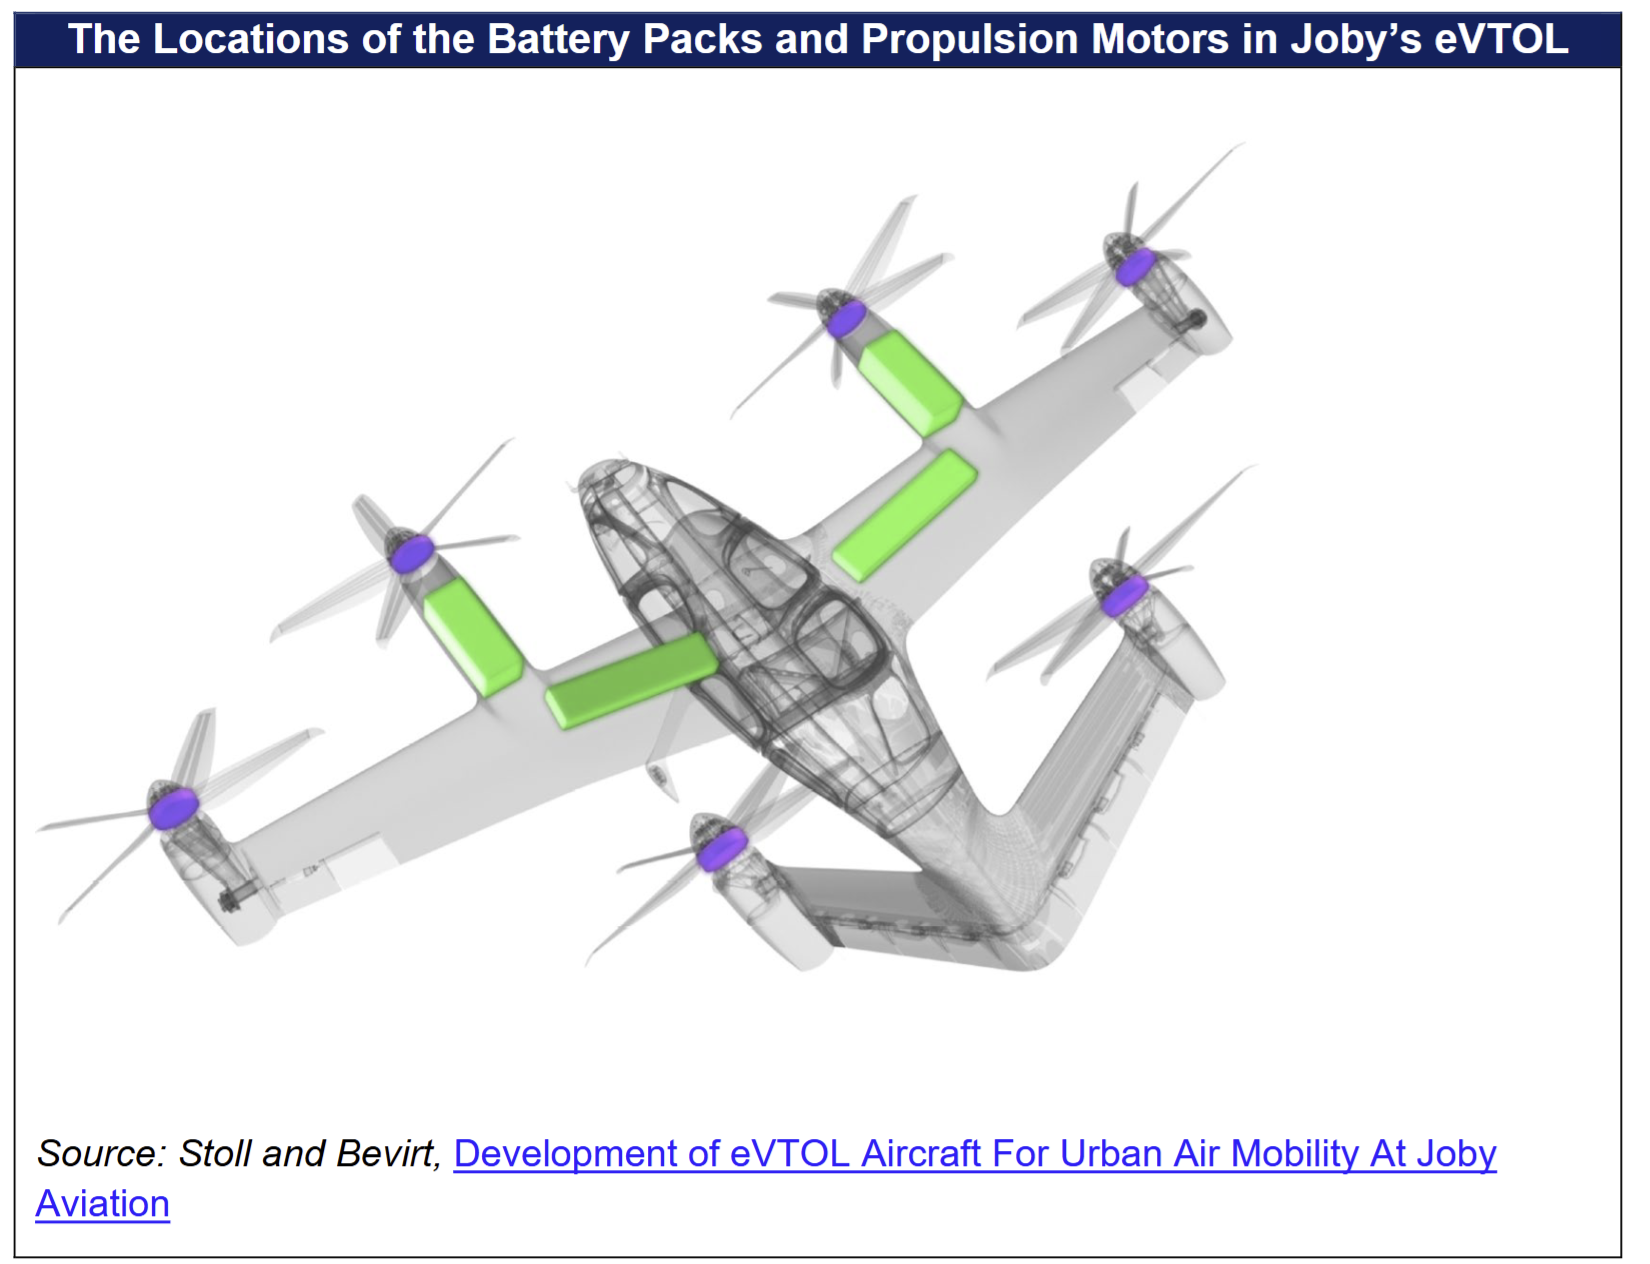 The Locations of the Battery Packs and Propulsion Motors in Joby’s eVTOL
Source: Stoll and Bevirt, Development of eVTOL Aircraft For Urban Air Mobility At Joby
Aviation